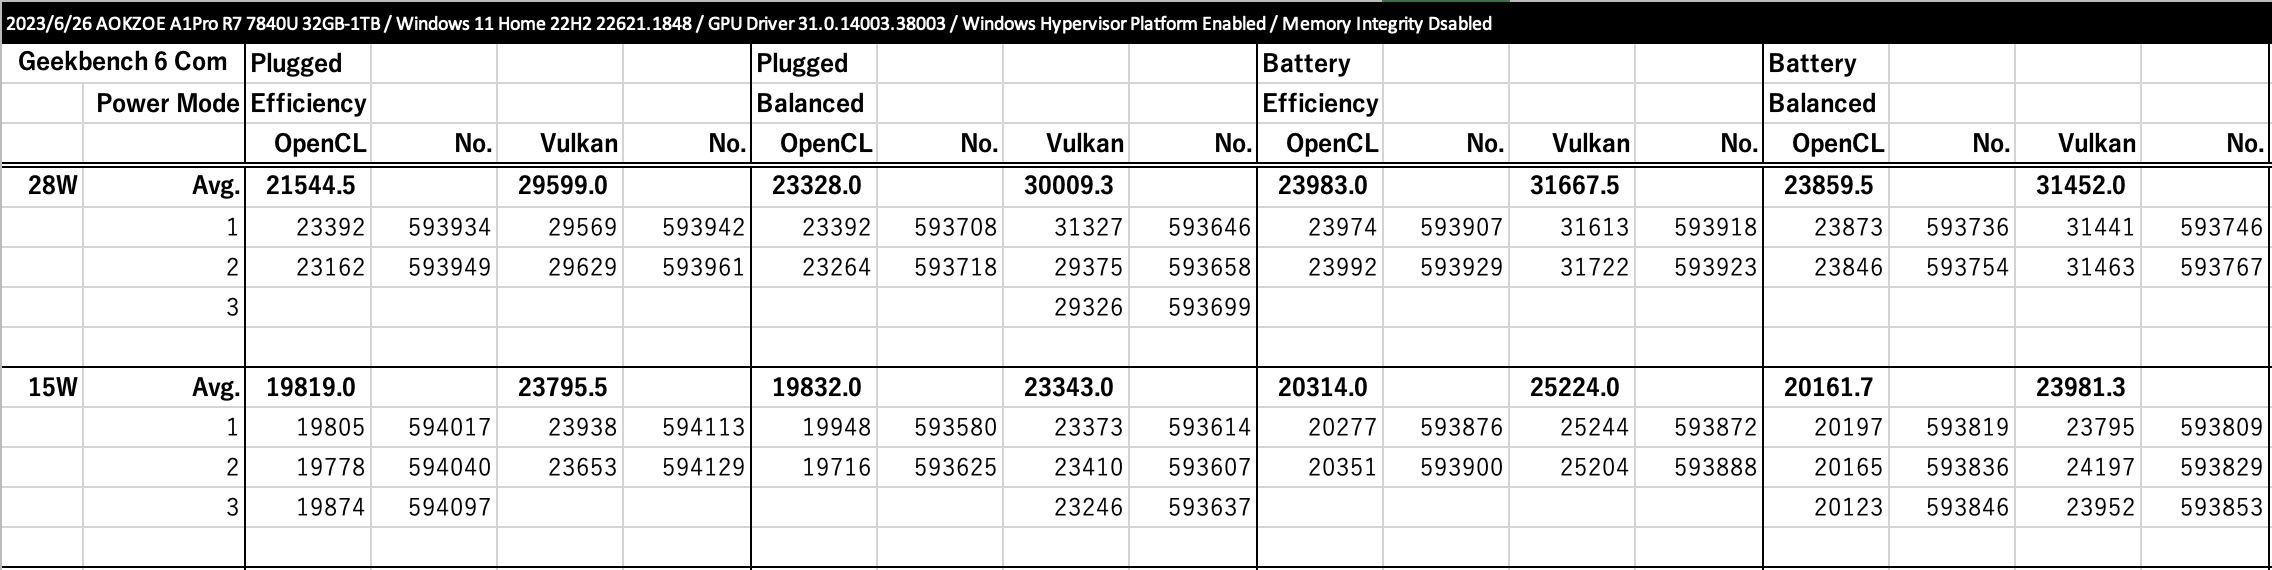 2023/6/26 AOKZOE A1Pro R7 7840U 32GB-1TB / Windows 11 Home 22H2 22621.1848 / GPU Driver 31.0.14003.38003 / Windows Hypervisor Platform Enabled / Memory Integrity Dsabled
Geekbench 6 Com Plugged Plugged Battery Battery
Power Mode Efficiency Balanced Efficiency Balanced
OpenCL No. Vulkan No. OpenCL No. Vulkan No. OpenCL No. Vulkan No. OpenCL No. Vulkan No.
28W Avg. 21544.5 29599.0 23328.0 30009.3 23983.0 31667.5 23859.5 31452.0
1 23392 593934 29569 593942 23392 593708 31327 593646 23974 593907 31613 593918 23873 593736 31441 593746
2 23162 593949 29629 593961 23264 593718 29375 593658 23992 593929 31722 593923 23846 593754 31463 593767
3 29326 593699
15W Avg. 19819.0 23795.5 19832.0 23343.0 20314.0 25224.0 20161.7 23981.3
1 19805 594017 23938 594113 19948 593580 23373 593614 20277 593876 25244 593872 20197 593819 23795 593809
2 19778 594040 23653 594129 19716 593625 23410 593607 20351 593900 25204 593888 20165 593836 24197 593829
3 19874 594097 23246 593637 20123 593846 23952 593853